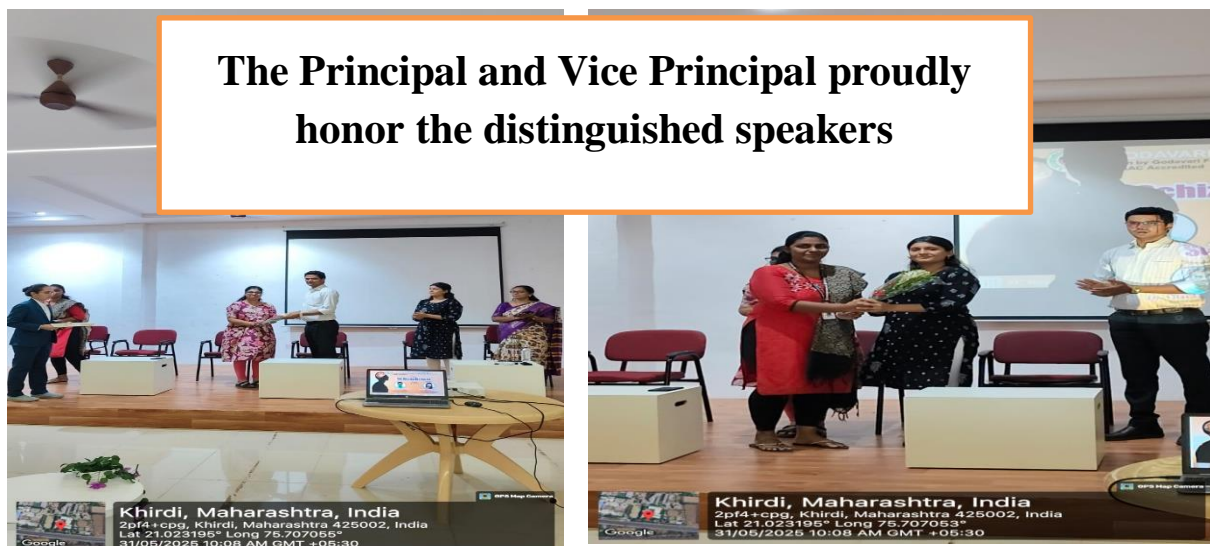 The Principal and Vice Principal proudly
honor the distinguished speakers
GPS Map Camera
Google
Khirdi, Maharashtra, India
2pf4+cpg, Khirdi, Maharashtra 425002, India
Lat 21.023195° Long 75.707055°
31/05/2025 10:08 AM GMT +05:30
GODAVARI
Accredited
GPS Map Camera
Google
Khirdi, Maharashtra, India
2pf4+cpg, Khirdi, Maharashtra 425002, India
Lat 21.023195° Long 75.707053°
31/05/2025 10:08 AM GMT +05:30